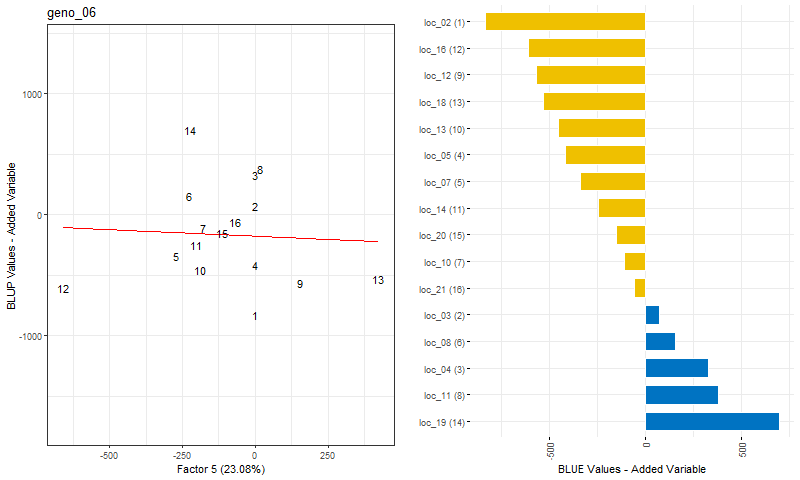 geno_06
BLUP Values - Added Variable
1000
0
-1000
14
3
8
6
2
16
7
15
11
5
10
4
9
13
12
1
-500
-250
0
250
Factor 5 (23.08%)
loc_02 (1)
loc_16 (12)
loc_12 (9)
loc_18 (13)
loc_13 (10)
loc_05 (4)
loc_07 (5)
loc_14 (11)
loc_20 (15)
loc_10 (7)
loc_21 (16)
loc_03 (2)
loc_08 (6)
loc_04 (3)
loc_11 (8)
loc_19 (14)
-500
0
500
BLUE Values - Added Variable